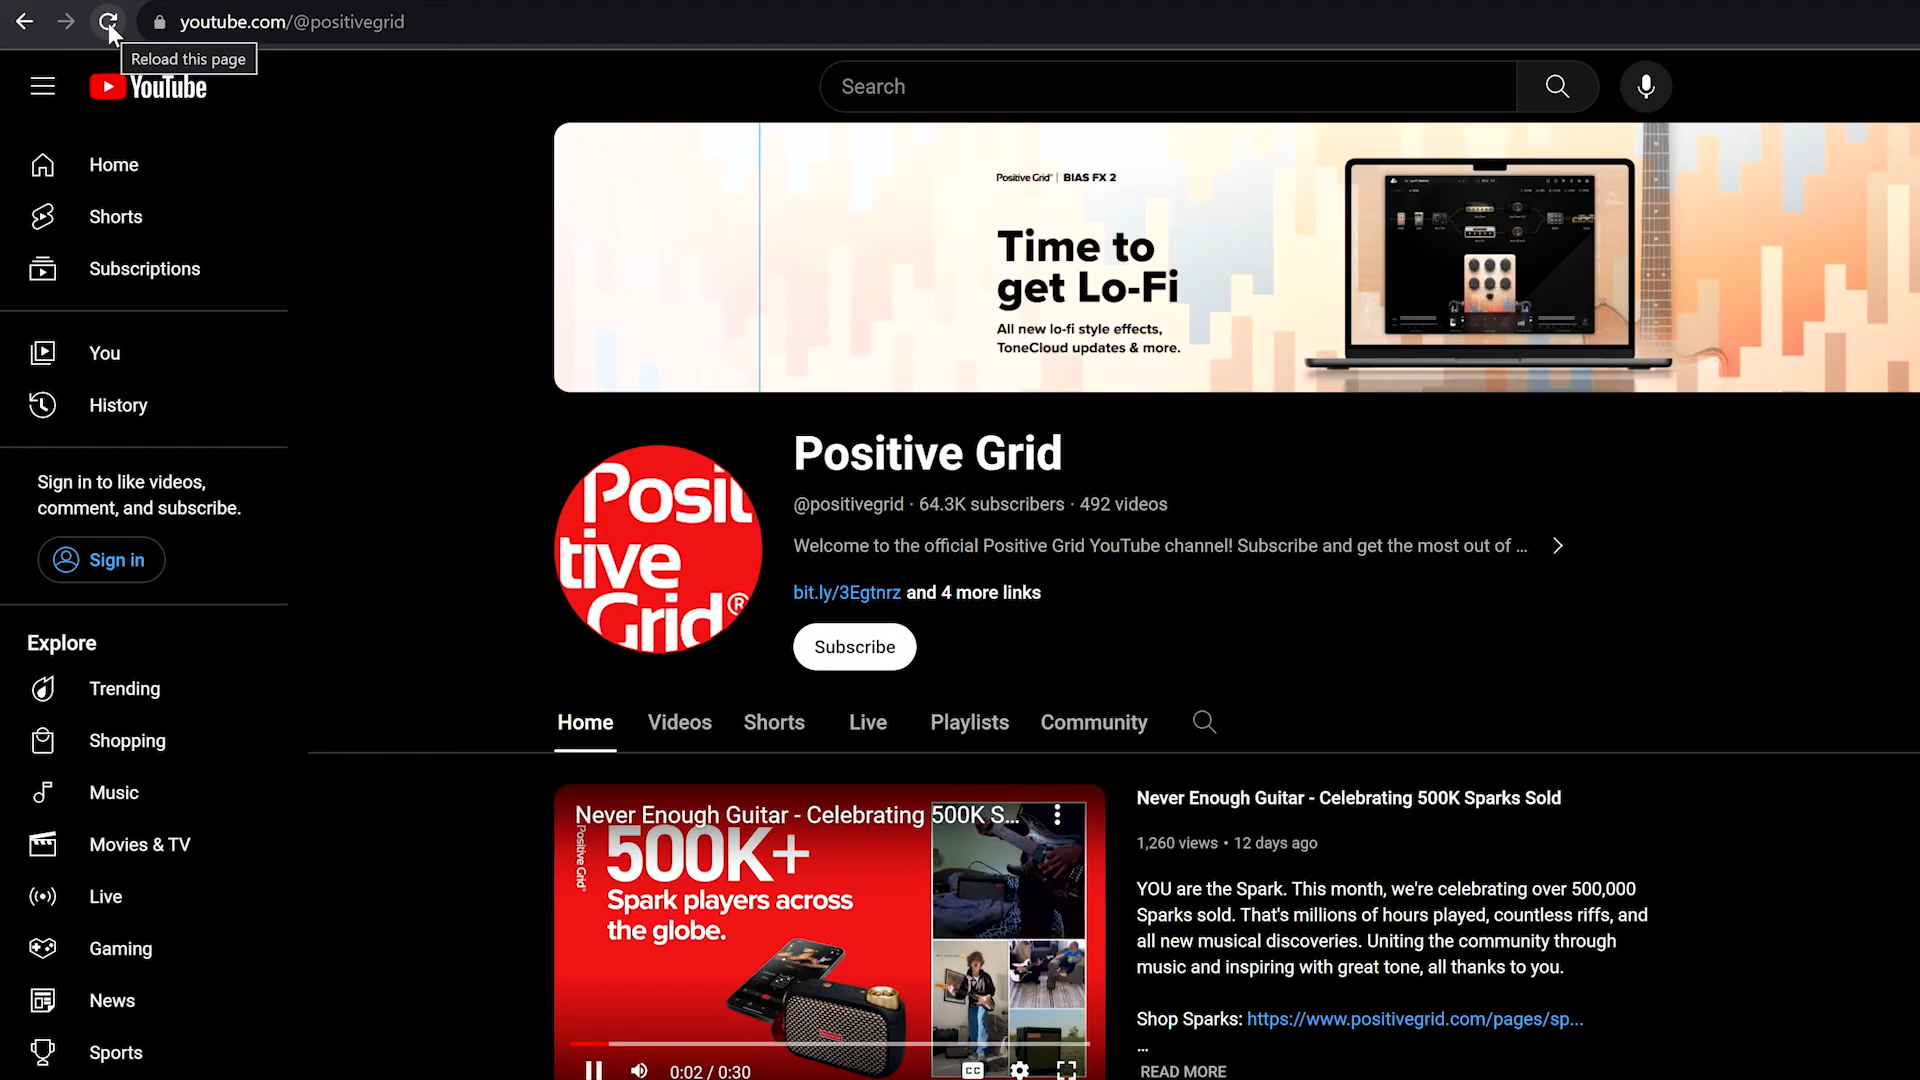 youtube.com/@positivegrid
Reload this page
YouTube
Search
Home
Shorts
Subscriptions
You
History
Sign in to like videos,
comment, and subscribe.
Sign in
Explore
Trending
Shopping
Music
Movies & TV
Live
Gaming
News
Sports
Positive Grid® | BIAS FX 2
Time to
get Lo-Fi
All new lo-fi style effects,
ToneCloud updates & more.
Posit
tive
Grid®
Positive Grid
@positivegrid · 64.3K subscribers · 492 videos
Welcome to the official Positive Grid YouTube channel! Subscribe and get the most out of ...
bit.ly/3Egtnrz and 4 more links
Subscribe
Home Videos Shorts Live Playlists Community
Never Enough Guitar - Celebrating 500K S...
Positive Grid®
500K+
Spark players across
the globe.
0:02 / 0:30
CC
Never Enough Guitar - Celebrating 500K Sparks Sold
1,260 views • 12 days ago
YOU are the Spark. This month, we're celebrating over 500,000
Sparks sold. That's millions of hours played, countless riffs, and
all new musical discoveries. Uniting the community through
music and inspiring with great tone, all thanks to you.
Shop Sparks: https://www.positivegrid.com/pages/sp...
...
READ MORE